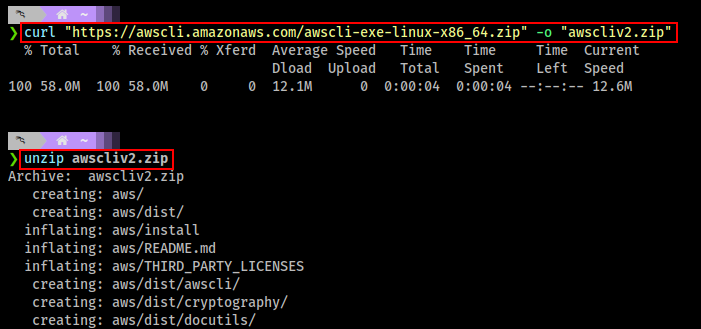 ~
❯ curl "https://awscli.amazonaws.com/awscli-exe-linux-x86_64.zip" -o "awscliv2.zip"
  % Total    % Received % Xferd  Average Speed   Time    Time     Time  Current
                                 Dload  Upload   Total   Spent    Left  Speed
100 58.0M  100 58.0M    0     0  12.1M      0  0:00:04  0:00:04 --:--:-- 12.6M
~
❯ unzip awscliv2.zip
Archive:  awscliv2.zip
   creating: aws/
   creating: aws/dist/
  inflating: aws/install
  inflating: aws/README.md
  inflating: aws/THIRD_PARTY_LICENSES
   creating: aws/dist/awscli/
   creating: aws/dist/cryptography/
   creating: aws/dist/docutils/